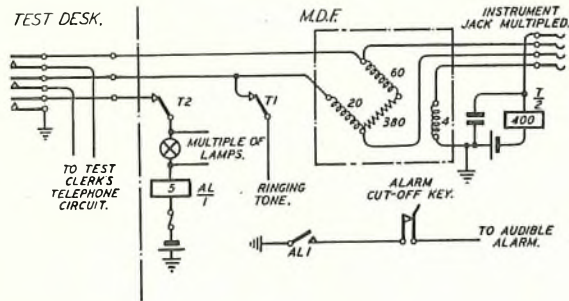 TEST DESK.
M.D.F.
INSTRUMENT
JACK MULTIPLED.
60
T2
T1
20
380
4
T/2
400
MULTIPLE OF
LAMPS.
TO TEST
CLERK'S
TELEPHONE
CIRCUIT.
5
AL/1
RINGING
TONE.
ALARM
CUT-OFF KEY.
AL1
TO AUDIBLE
ALARM.